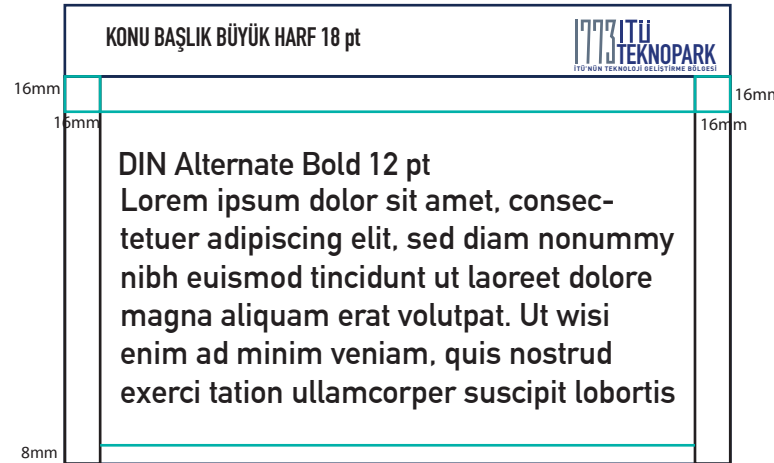 KONU BAŞLIK BÜYÜK HARF 18 pt
1773 İTÜ
TEKNOPARK
İTÜ'NÜN TEKNOLOJİ GELİŞTİRME BÖLGESİ
16mm
16mm
16mm
16mm
DIN Alternate Bold 12 pt
Lorem ipsum dolor sit amet, consec-
tetuer adipiscing elit, sed diam nonummy
nibh euismod tincidunt ut laoreet dolore
magna aliquam erat volutpat. Ut wisi
enim ad minim veniam, quis nostrud
exerci tation ullamcorper suscipit lobortis
8mm